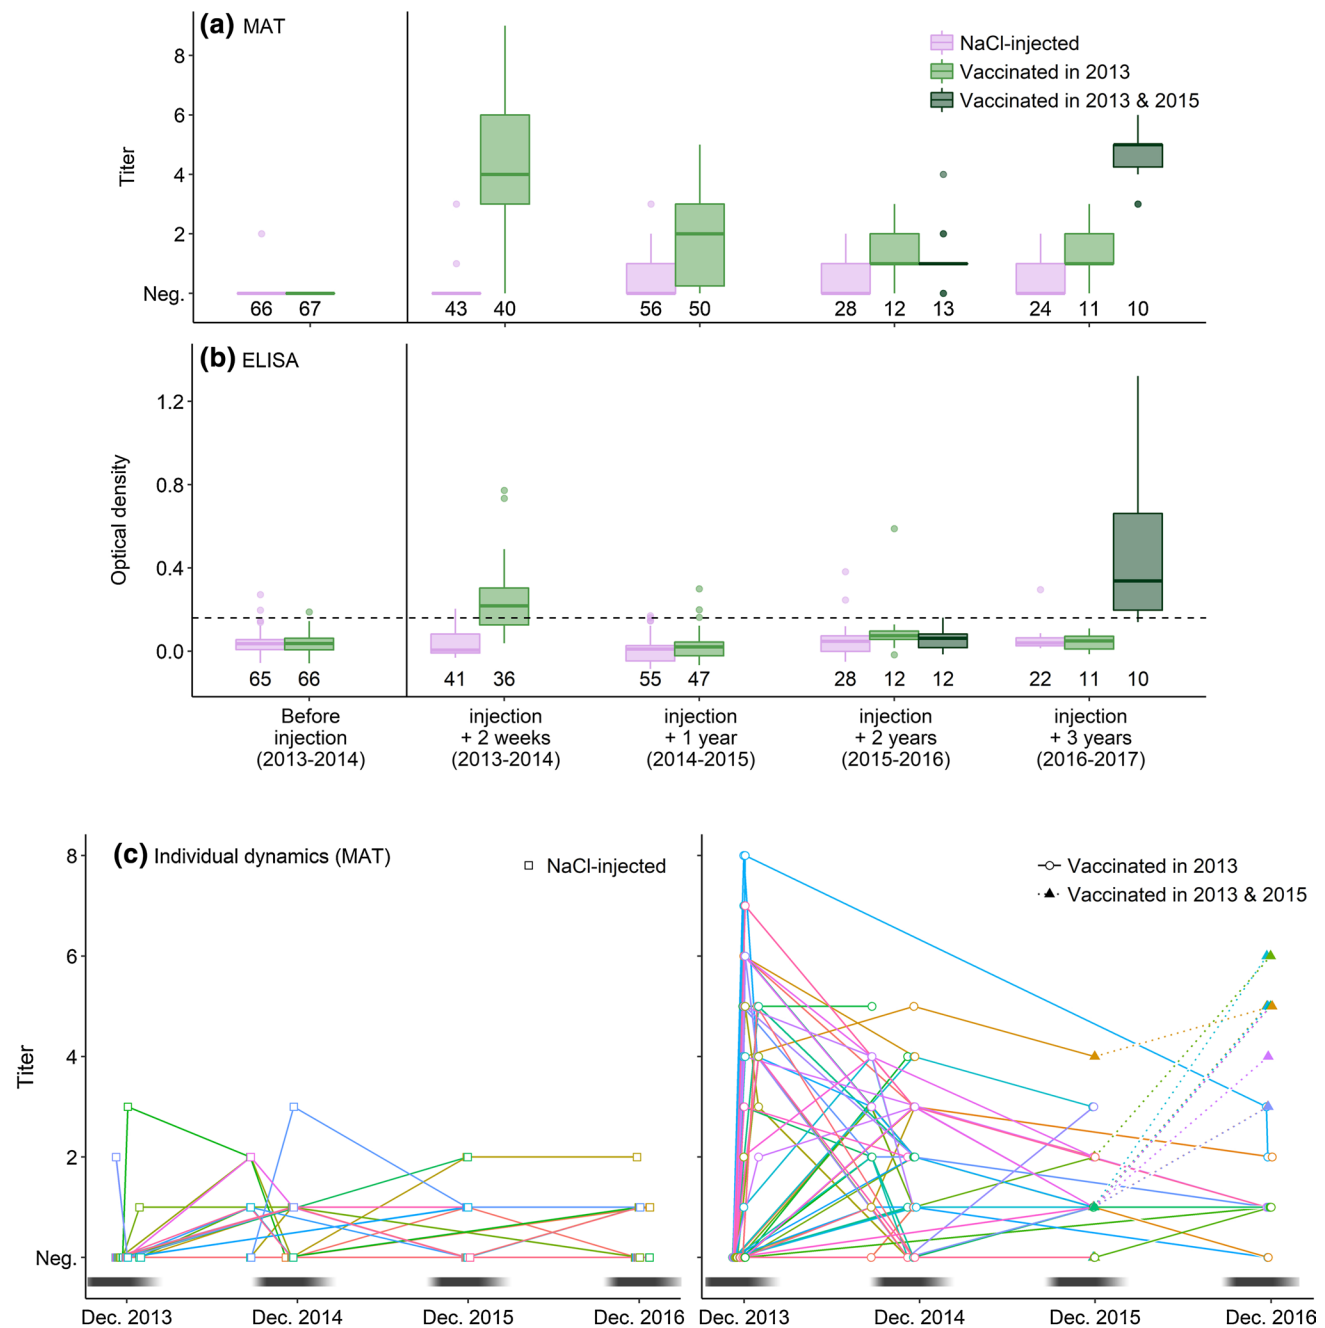 (a) MAT
NaCl-injected
Vaccinated in 2013
Vaccinated in 2013 & 2015
Titer
8
6
4
2
Neg.
66 67 43 40 56 50 28 12 13 24 11 10
(b) ELISA
Optical density
1.2
0.8
0.4
0.0
65 66 41 36 55 47 28 12 12 22 11 10
Before injection injection injection injection
injection + 2 weeks + 1 year + 2 years + 3 years
(2013-2014) (2013-2014) (2014-2015) (2015-2016) (2016-2017)
(c) Individual dynamics (MAT)
NaCl-injected
Vaccinated in 2013
Vaccinated in 2013 & 2015
Titer
8
6
4
2
Neg.
Dec. 2013 Dec. 2014 Dec. 2015 Dec. 2016 Dec. 2013 Dec. 2014 Dec. 2015 Dec. 2016